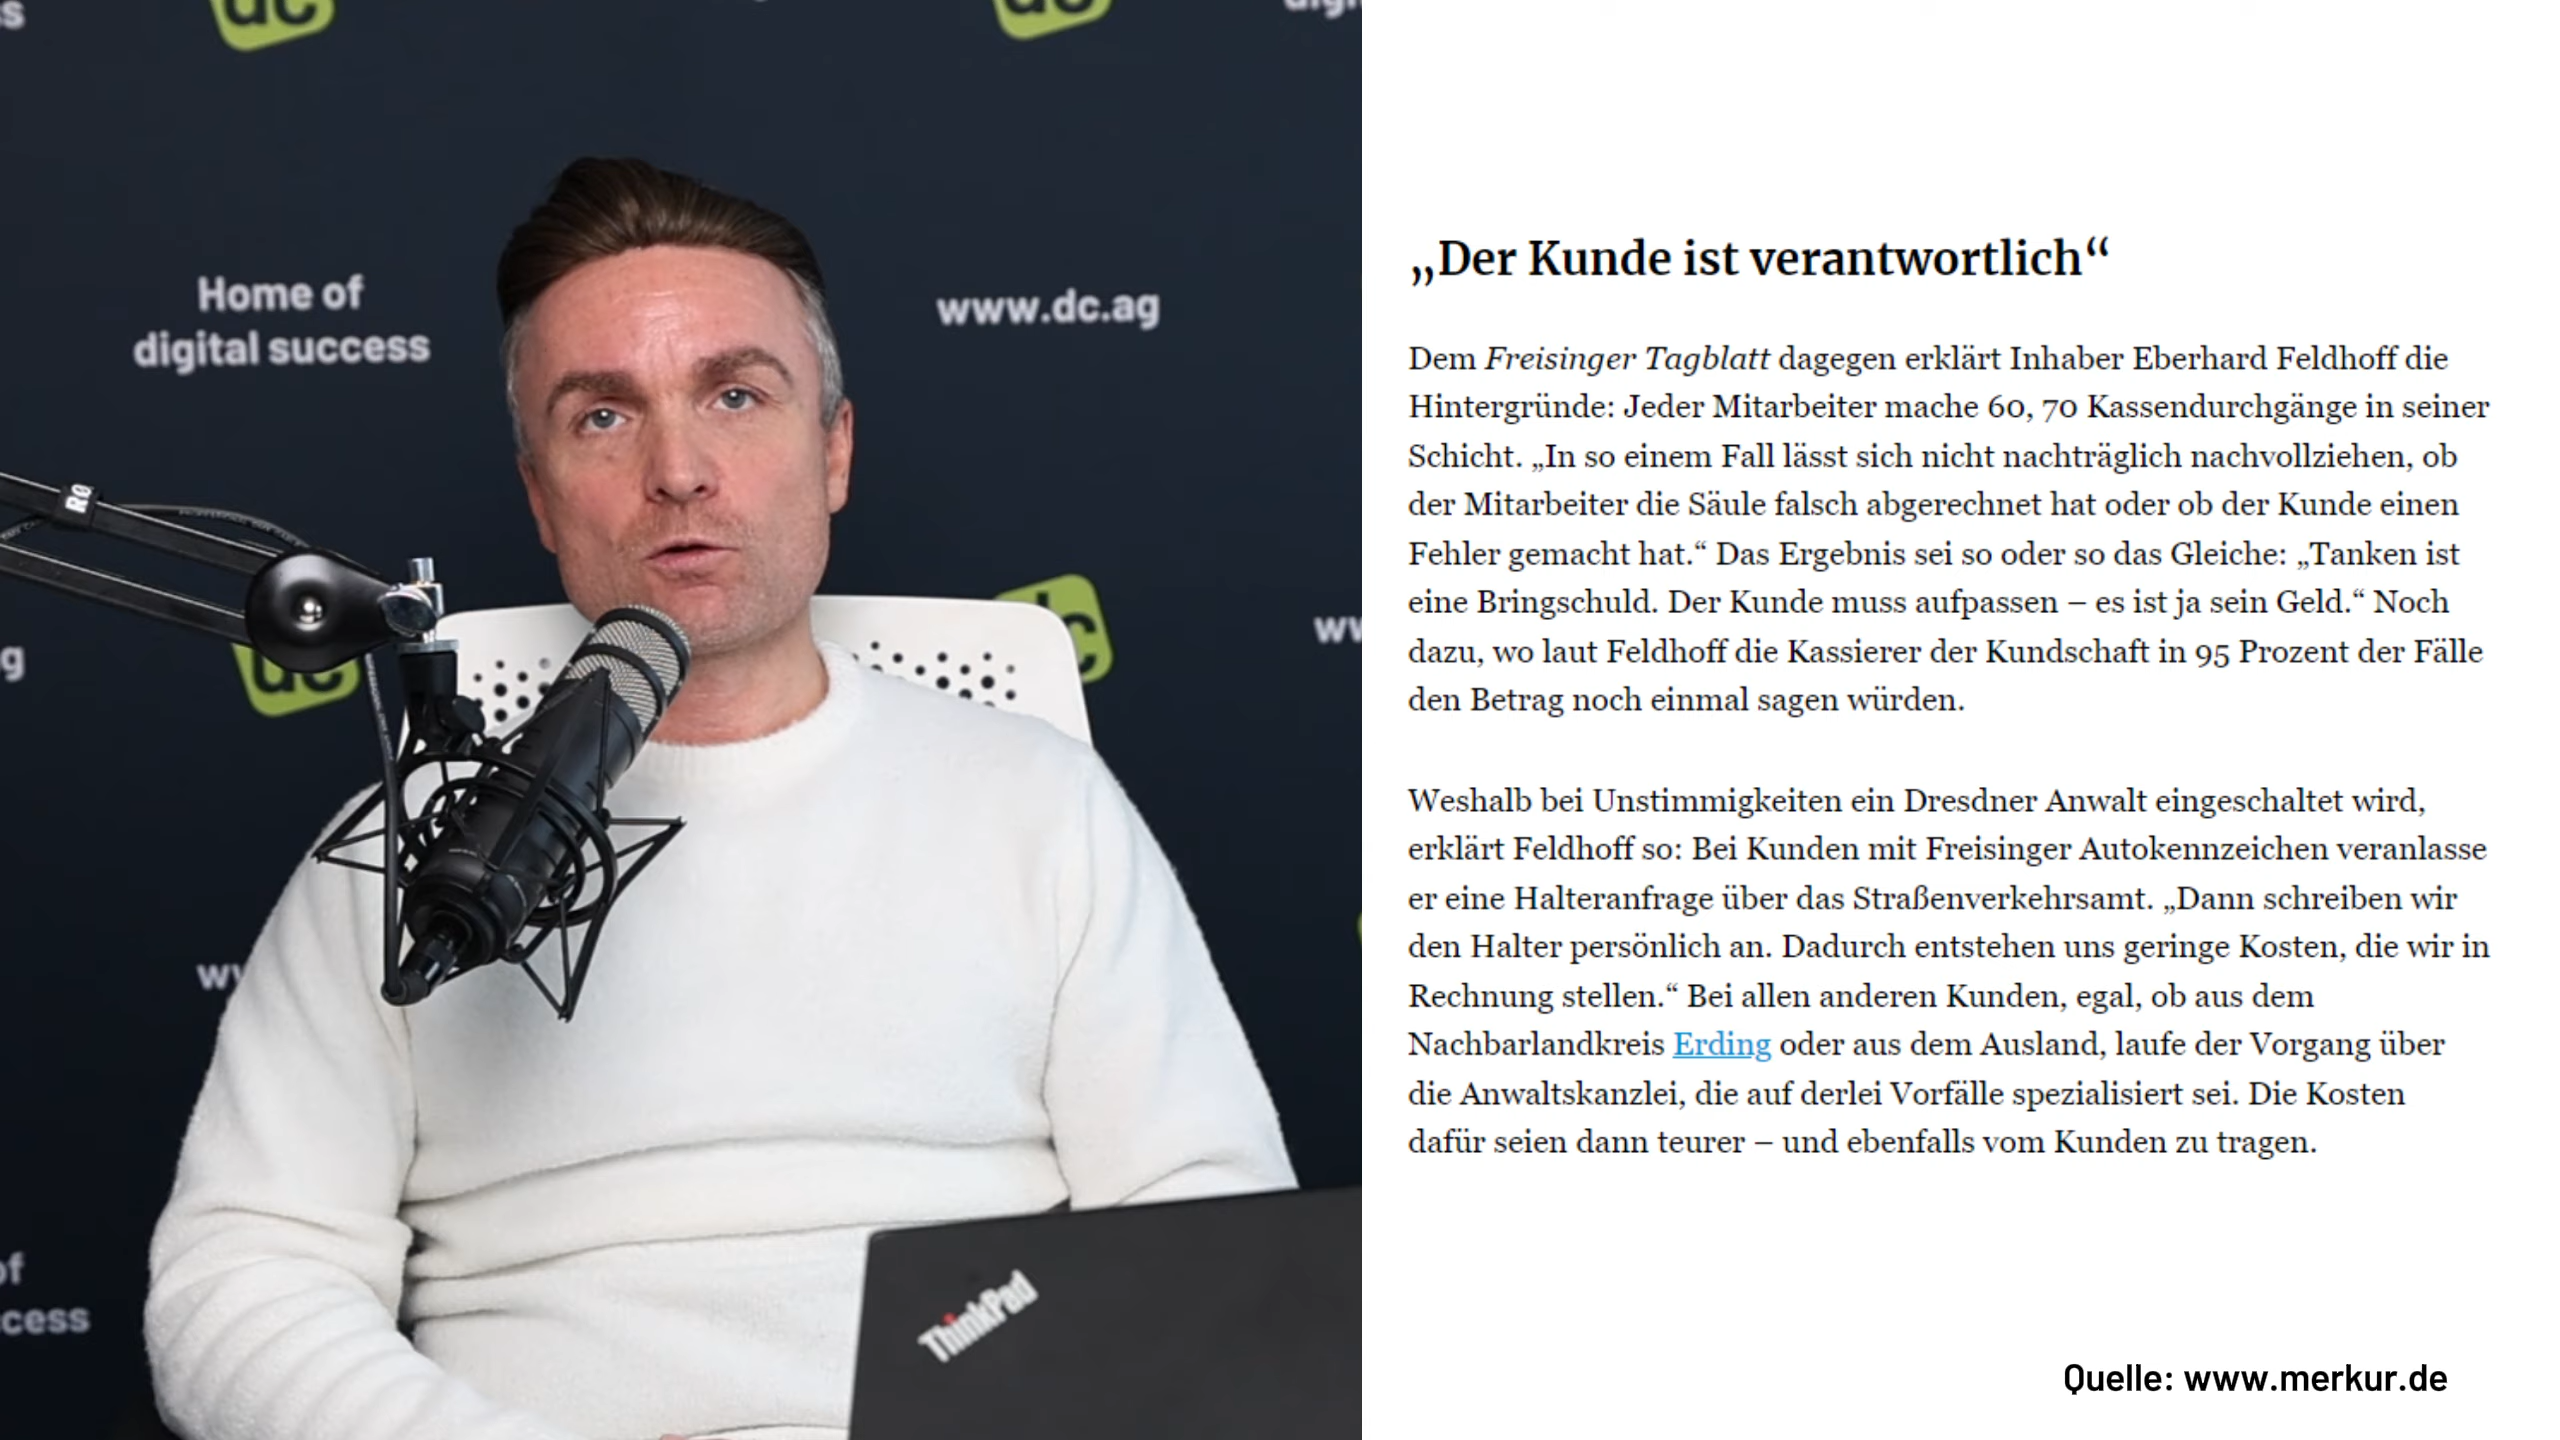 dc
dc
Home of
digital success
www.dc.ag
RØ
dc
dc
ThinkPad
cess
„Der Kunde ist verantwortlich“
Dem Freisinger Tagblatt dagegen erklärt Inhaber Eberhard Feldhoff die
Hintergründe: Jeder Mitarbeiter mache 60, 70 Kassendurchgänge in seiner
Schicht. „In so einem Fall lässt sich nicht nachträglich nachvollziehen, ob
der Mitarbeiter die Säule falsch abgerechnet hat oder ob der Kunde einen
Fehler gemacht hat.“ Das Ergebnis sei so oder so das Gleiche: „Tanken ist
eine Bringschuld. Der Kunde muss aufpassen – es ist ja sein Geld.“ Noch
dazu, wo laut Feldhoff die Kassierer der Kundschaft in 95 Prozent der Fälle
den Betrag noch einmal sagen würden.
Weshalb bei Unstimmigkeiten ein Dresdner Anwalt eingeschaltet wird,
erklärt Feldhoff so: Bei Kunden mit Freisinger Autokennzeichen veranlasse
er eine Halteranfrage über das Straßenverkehrsamt. „Dann schreiben wir
den Halter persönlich an. Dadurch entstehen uns geringe Kosten, die wir in
Rechnung stellen.“ Bei allen anderen Kunden, egal, ob aus dem
Nachbarlandkreis Erding oder aus dem Ausland, laufe der Vorgang über
die Anwaltskanzlei, die auf derlei Vorfälle spezialisiert sei. Die Kosten
dafür seien dann teurer – und ebenfalls vom Kunden zu tragen.
Quelle: www.merkur.de